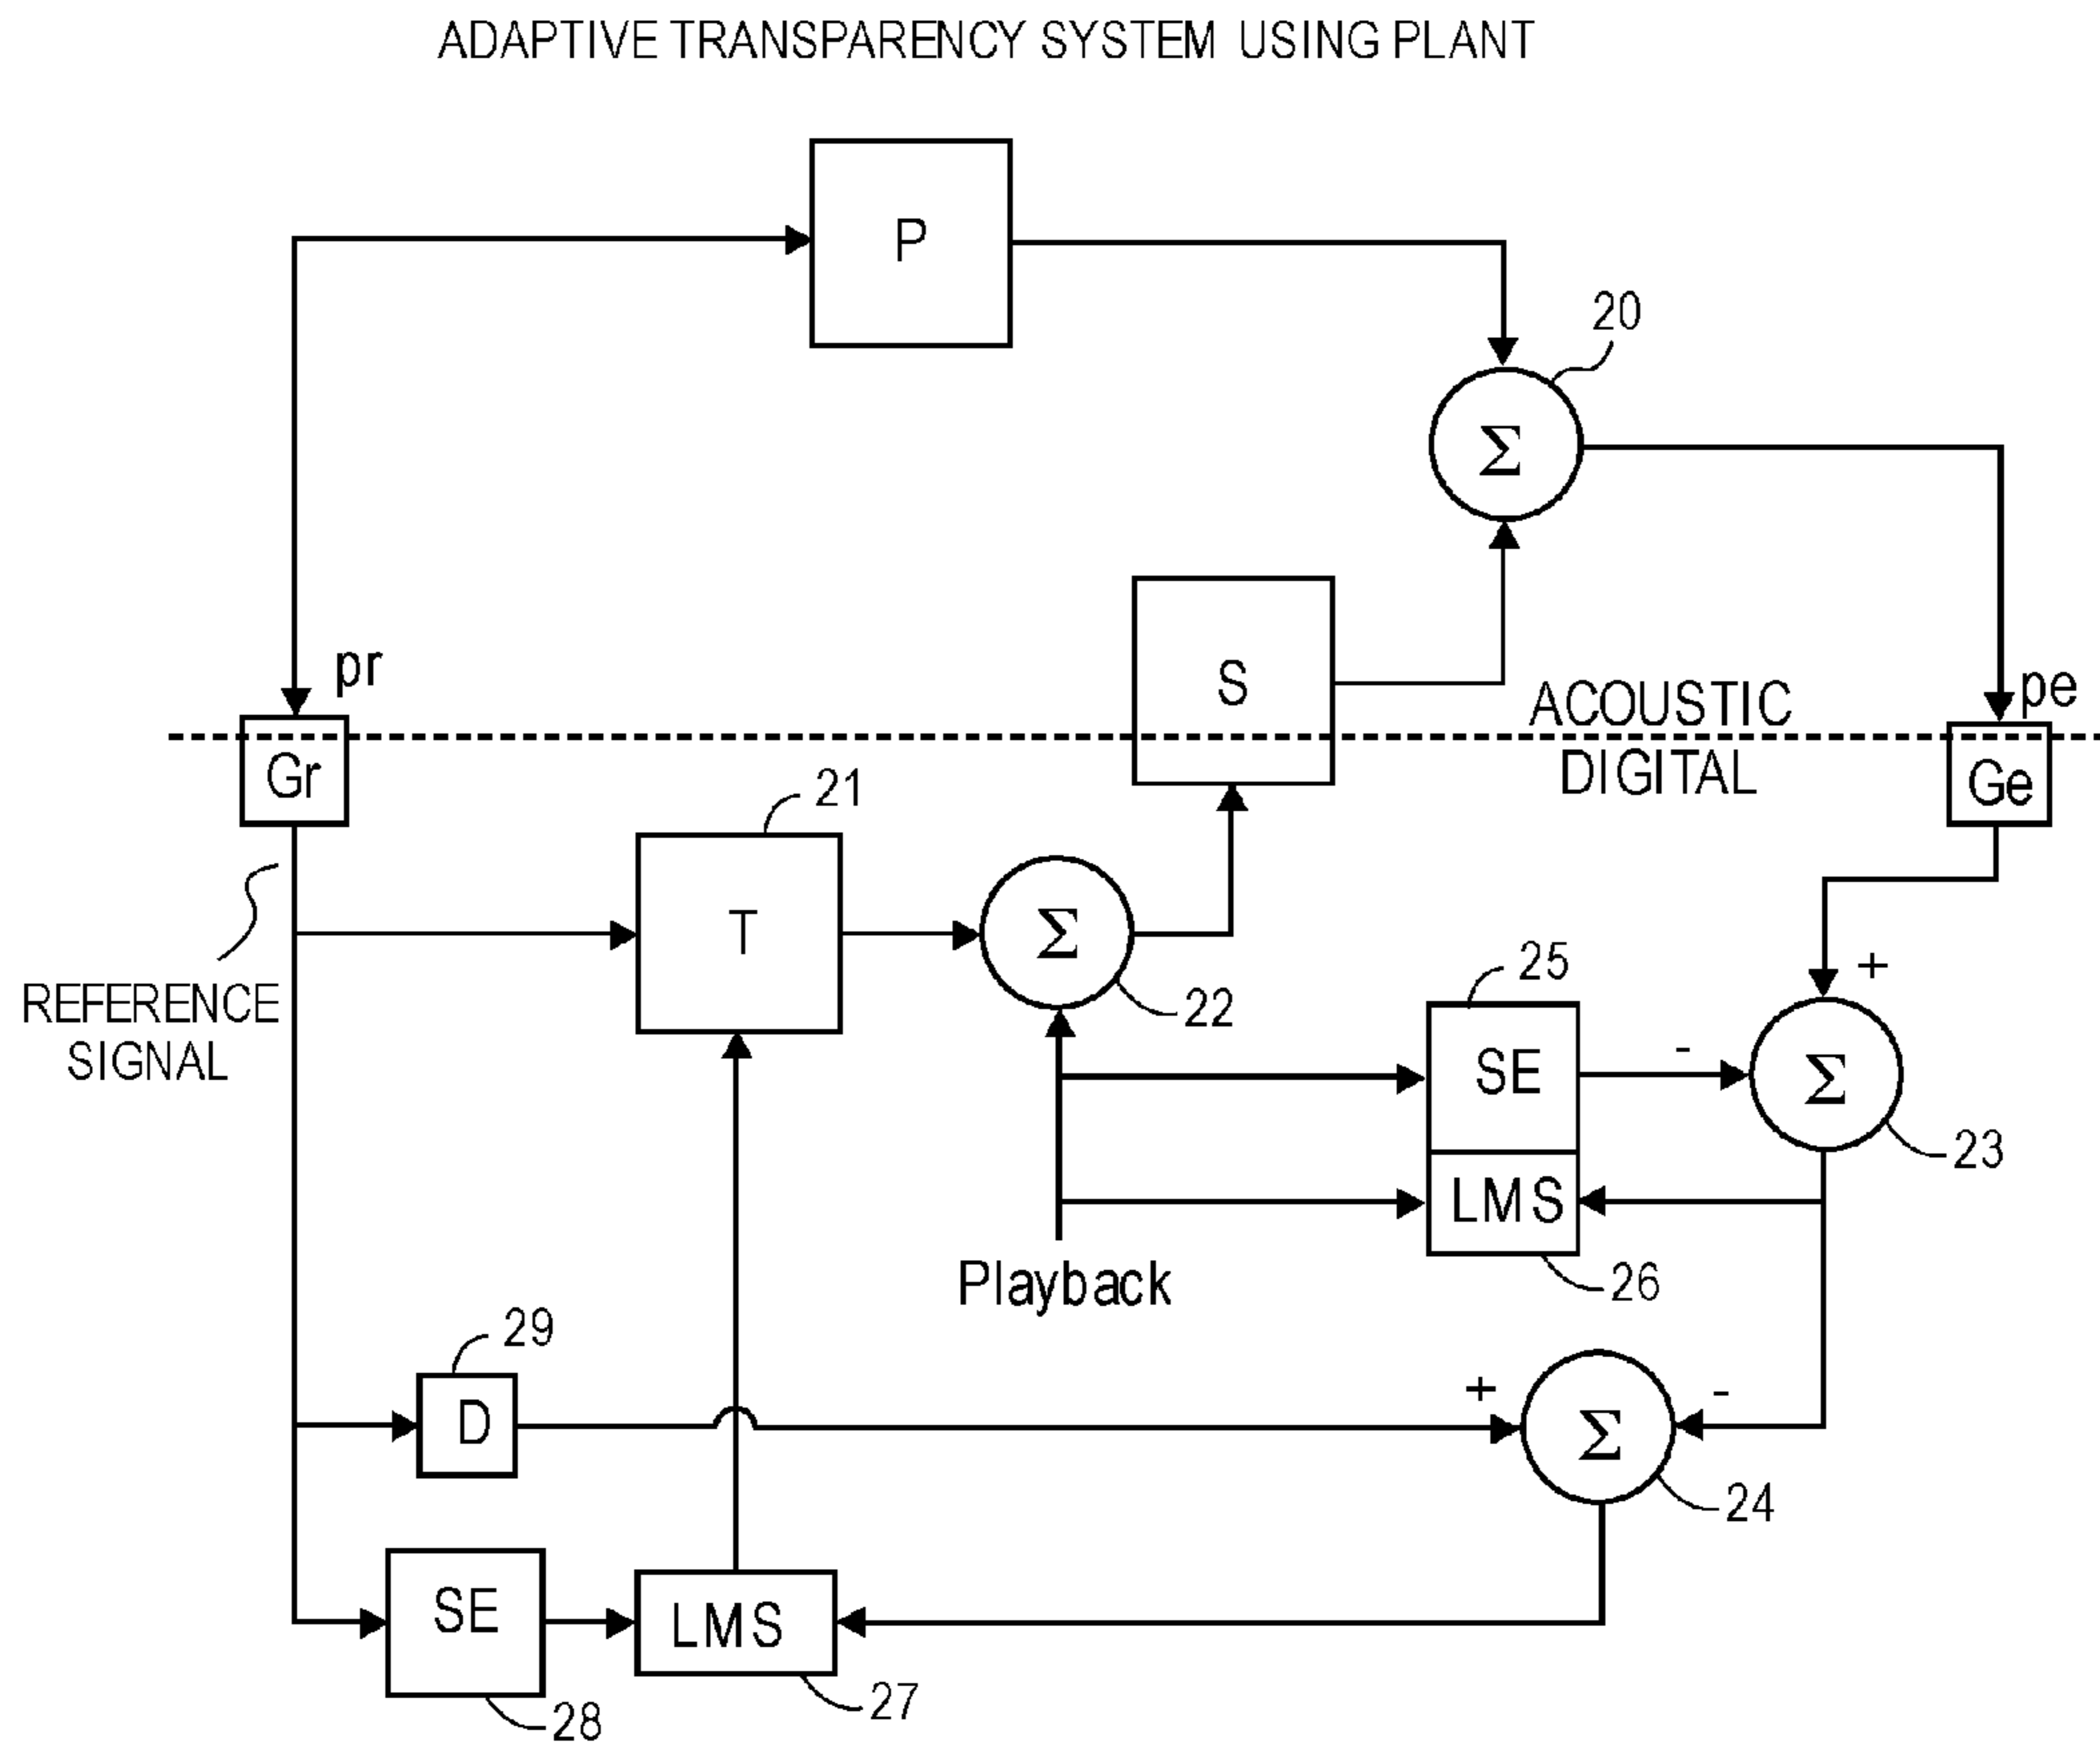 ADAPTIVE TRANSPARENCY SYSTEM USING PLANT
P
20
Σ
pr
S
ACOUSTIC
pe
DIGITAL
Gr
Ge
21
T
Σ
22
REFERENCE
SIGNAL
25
+
SE
-
Σ
23
LMS
26
Playback
29
D
+
-
Σ
24
SE
LMS
28
27